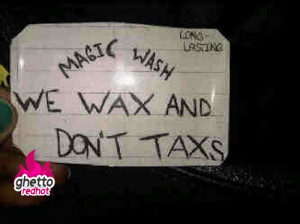 LONG-
LASTING
MAGIC WASH
WE WAX AND
DON'T TAXS
ghetto
redhot